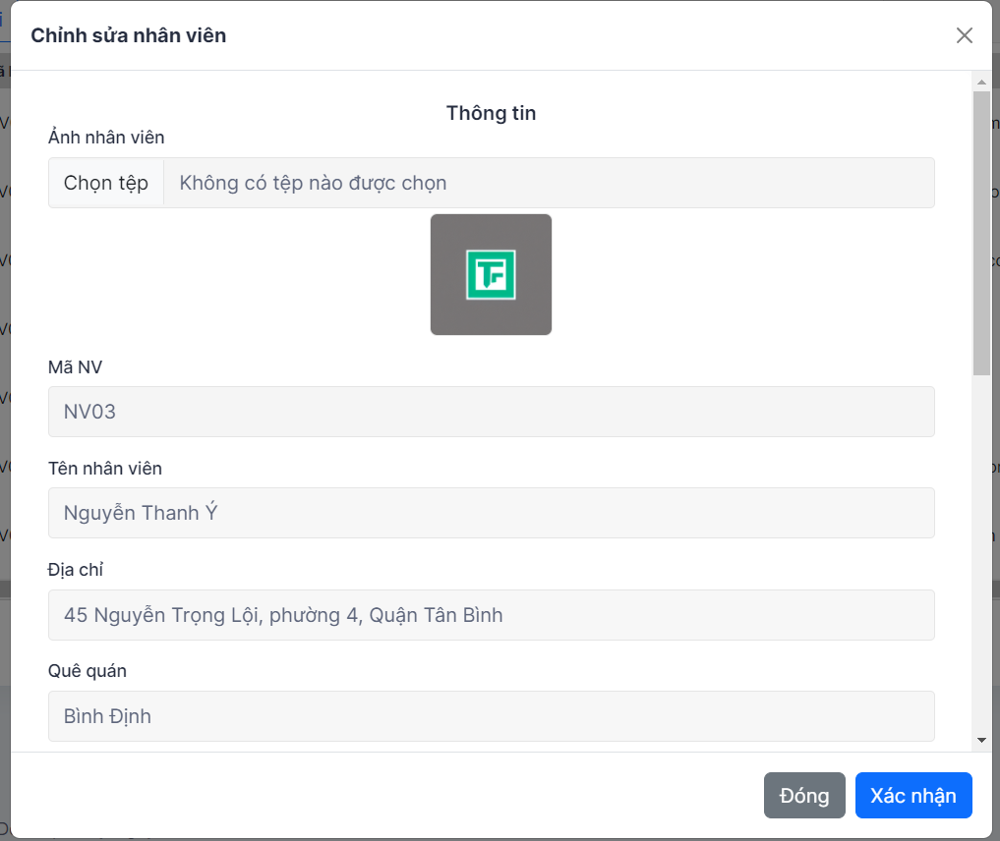 Chỉnh sửa nhân viên
Thông tin
Ảnh nhân viên
Chọn tệp Không có tệp nào được chọn
TF
Mã NV
NV03
Tên nhân viên
Nguyễn Thanh Ý
Địa chỉ
45 Nguyễn Trọng Lội, phường 4, Quận Tân Bình
Quê quán
Bình Định
Đóng Xác nhận